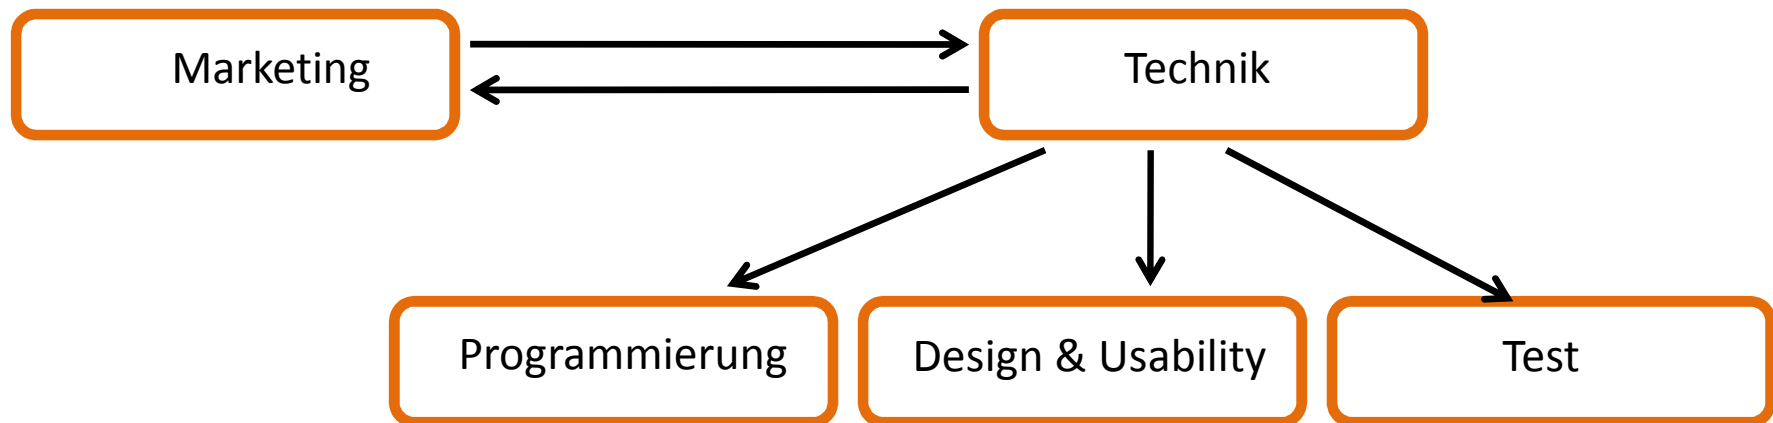 Marketing
Technik
Programmierung
Design & Usability
Test